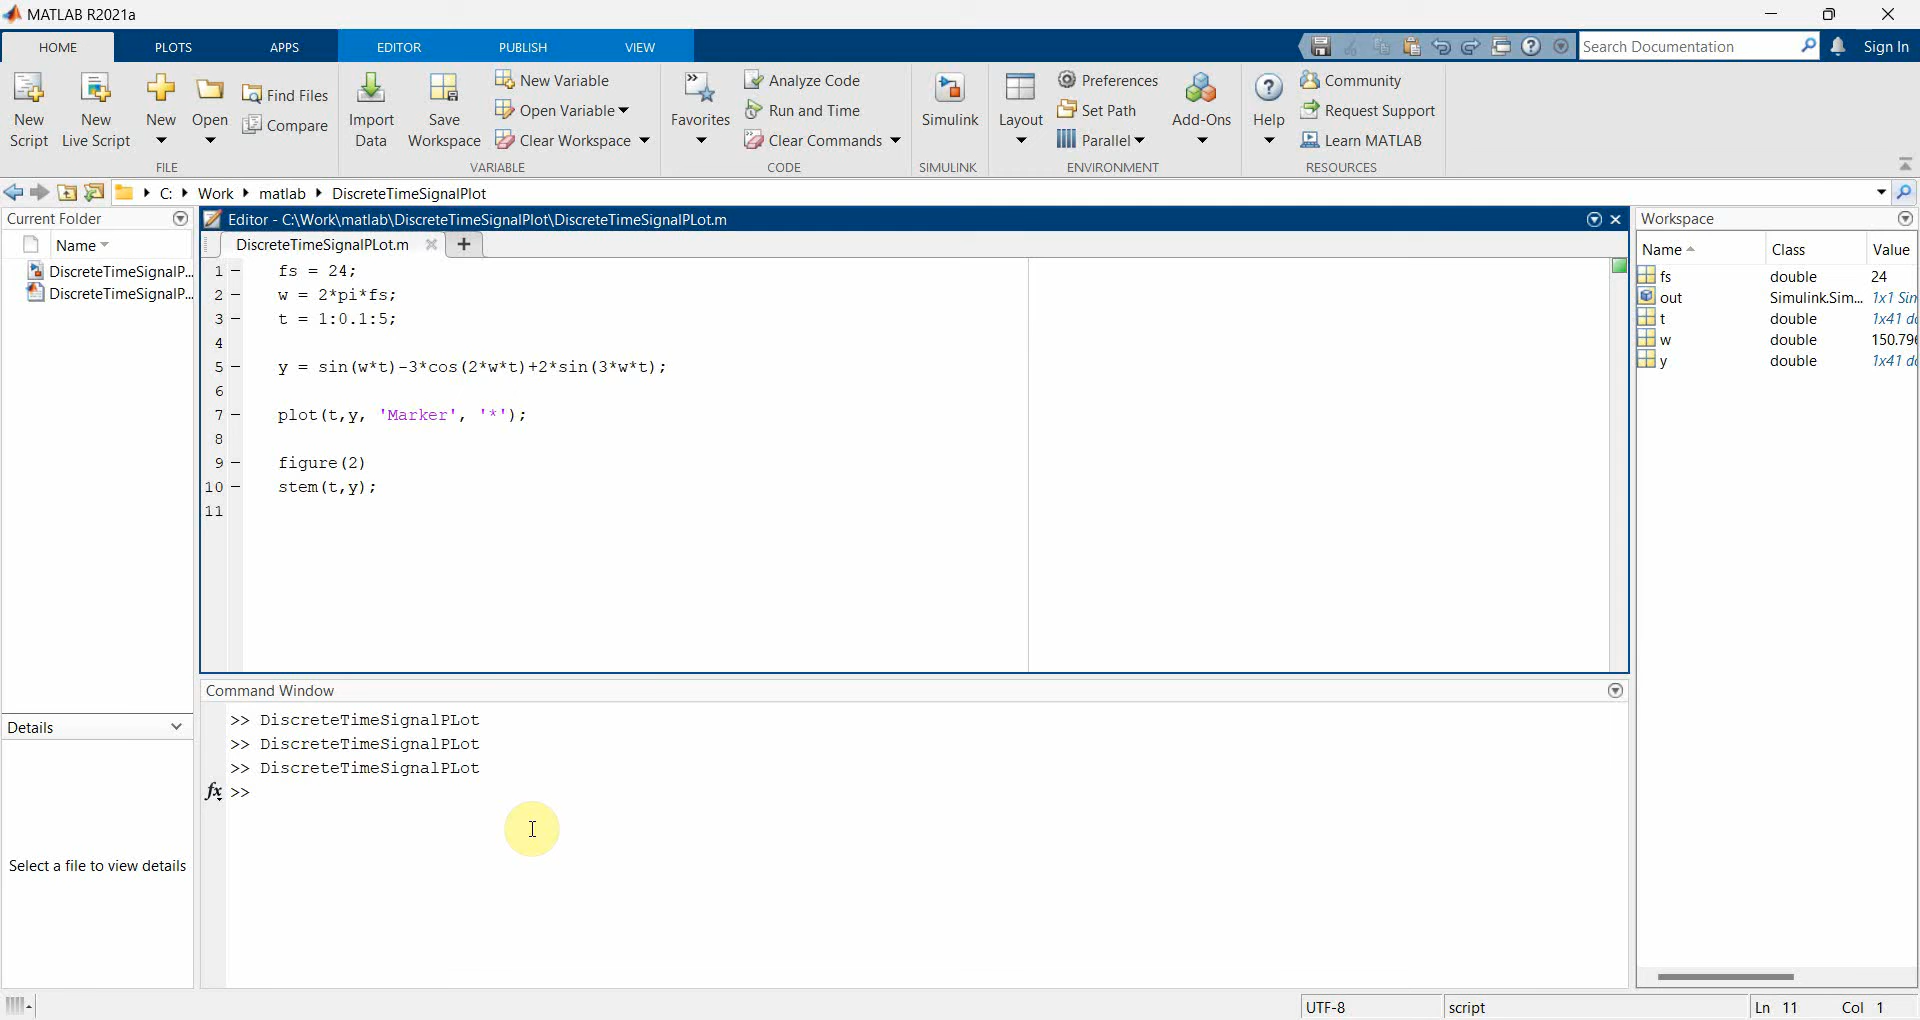 MATLAB R2021a
HOME PLOTS APPS EDITOR PUBLISH VIEW
Search Documentation
Sign In
New Script
New Live Script
New
Open
Find Files
Compare
FILE
Import Data
Save Workspace
New Variable
Open Variable
Clear Workspace
VARIABLE
Favorites
Analyze Code
Run and Time
Clear Commands
CODE
Simulink
SIMULINK
Layout
Preferences
Set Path
Parallel
Add-Ons
ENVIRONMENT
Help
Community
Request Support
Learn MATLAB
RESOURCES
C: Work matlab DiscreteTimeSignalPlot
Current Folder
Name
DiscreteTimeSignalP...
DiscreteTimeSignalP...
Details
Select a file to view details
Editor - C:\Work\matlab\DiscreteTimeSignalPlot\DiscreteTimeSignalPLot.m
DiscreteTimeSignalPLot.m
1 – fs = 24;
2 – w = 2*pi*fs;
3 – t = 1:0.1:5;
4
5 – y = sin(w*t)-3*cos(2*w*t)+2*sin(3*w*t);
6
7 – plot(t,y, 'Marker', '*');
8
9 – figure(2)
10 – stem(t,y);
11
Command Window
>> DiscreteTimeSignalPLot
>> DiscreteTimeSignalPLot
>> DiscreteTimeSignalPLot
fx >>
Workspace
Name Class Value
fs double 24
out Simulink.Sim... 1x1 Sin
t double 1x41 do
w double 150.796
y double 1x41 do
UTF-8 script Ln 11 Col 1